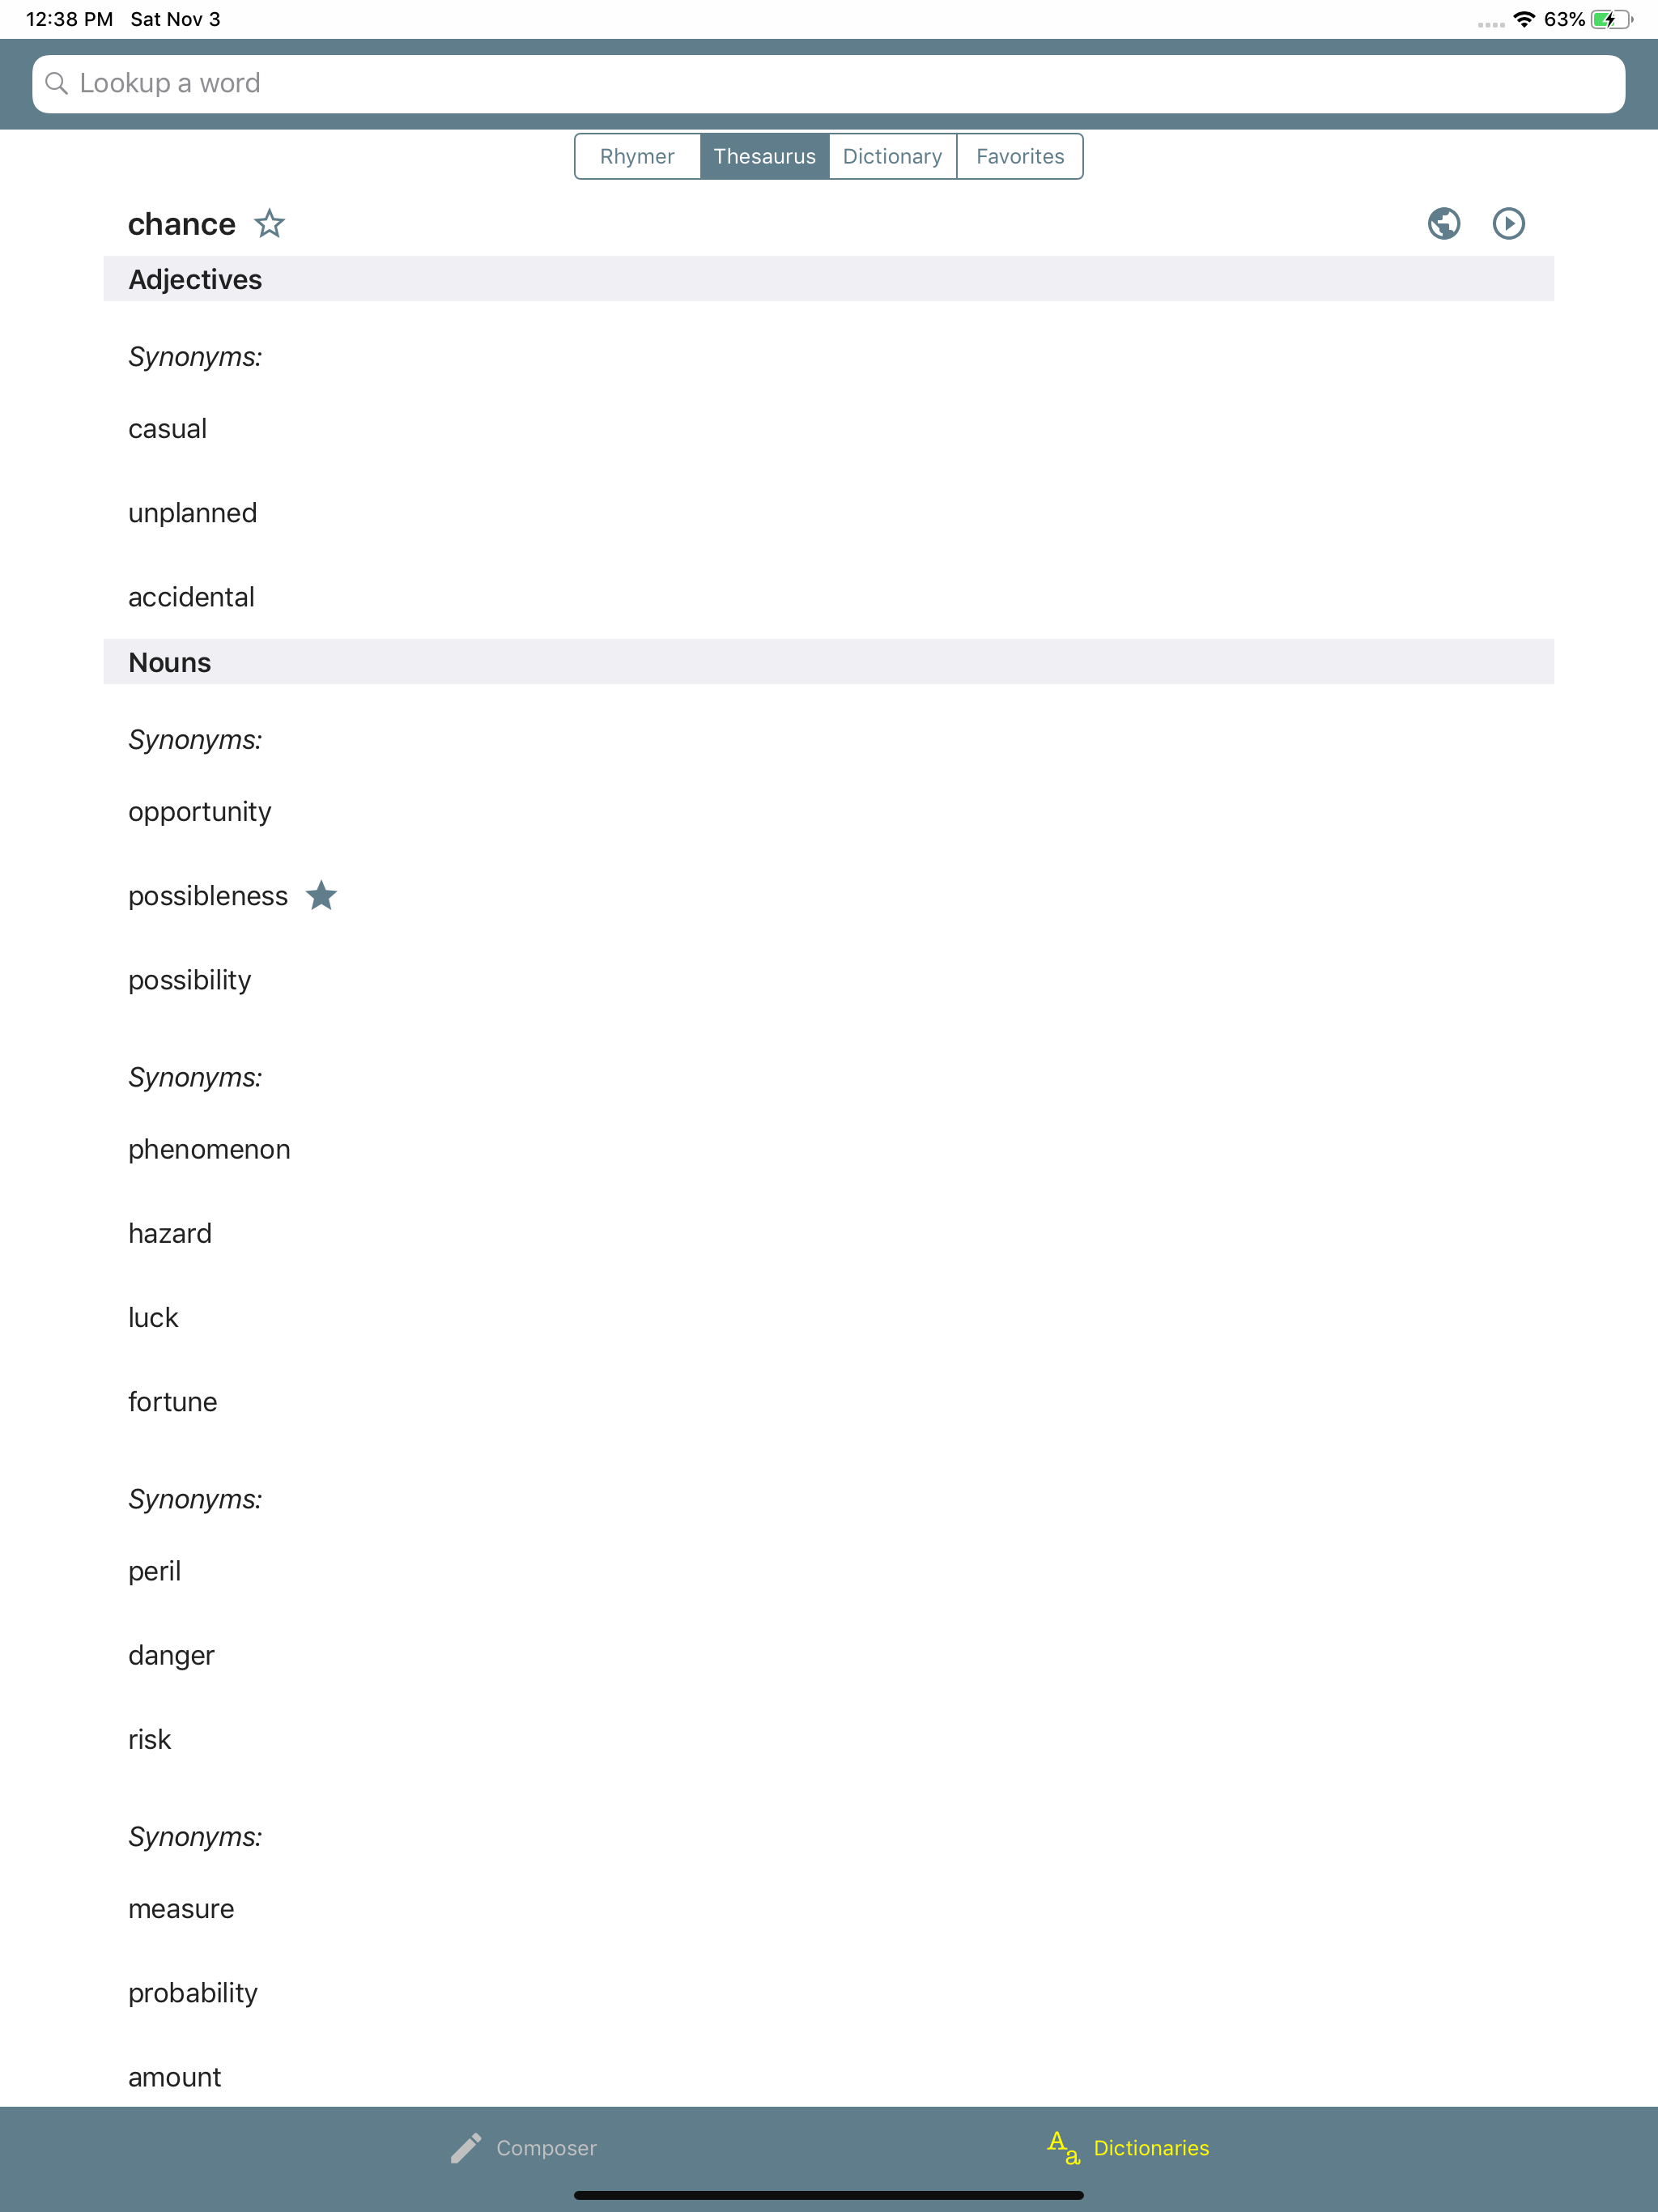 12:38 PM Sat Nov 3 63%
Lookup a word
Rhymer Thesaurus Dictionary Favorites
chance
Adjectives
Synonyms:
casual
unplanned
accidental
Nouns
Synonyms:
opportunity
possibleness
possibility
Synonyms:
phenomenon
hazard
luck
fortune
Synonyms:
peril
danger
risk
Synonyms:
measure
probability
amount
Composer Aa Dictionaries